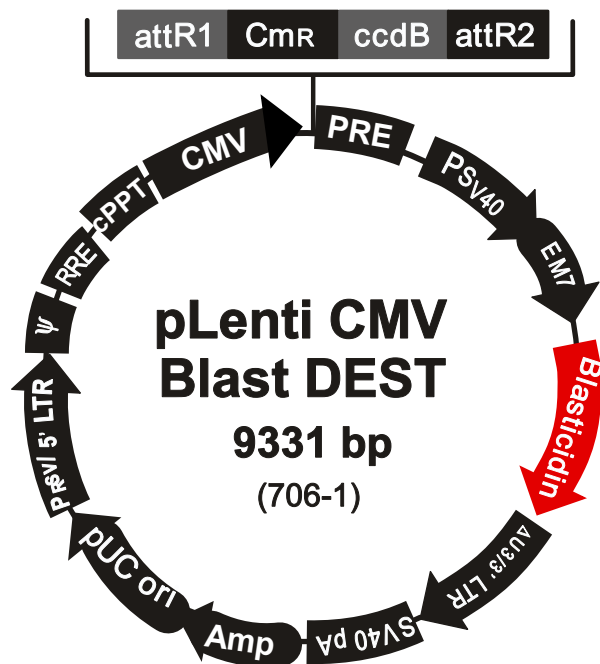 attR1 CmR ccdB attR2
CMV
PRE
PSV40
EM7
Blasticidin
ΔU3/3' LTR
SV40 pA
Amp
pUC ori
PRSV/5' LTR
Ψ
RRE
cPPT
pLenti CMV
Blast DEST
9331 bp
(706-1)